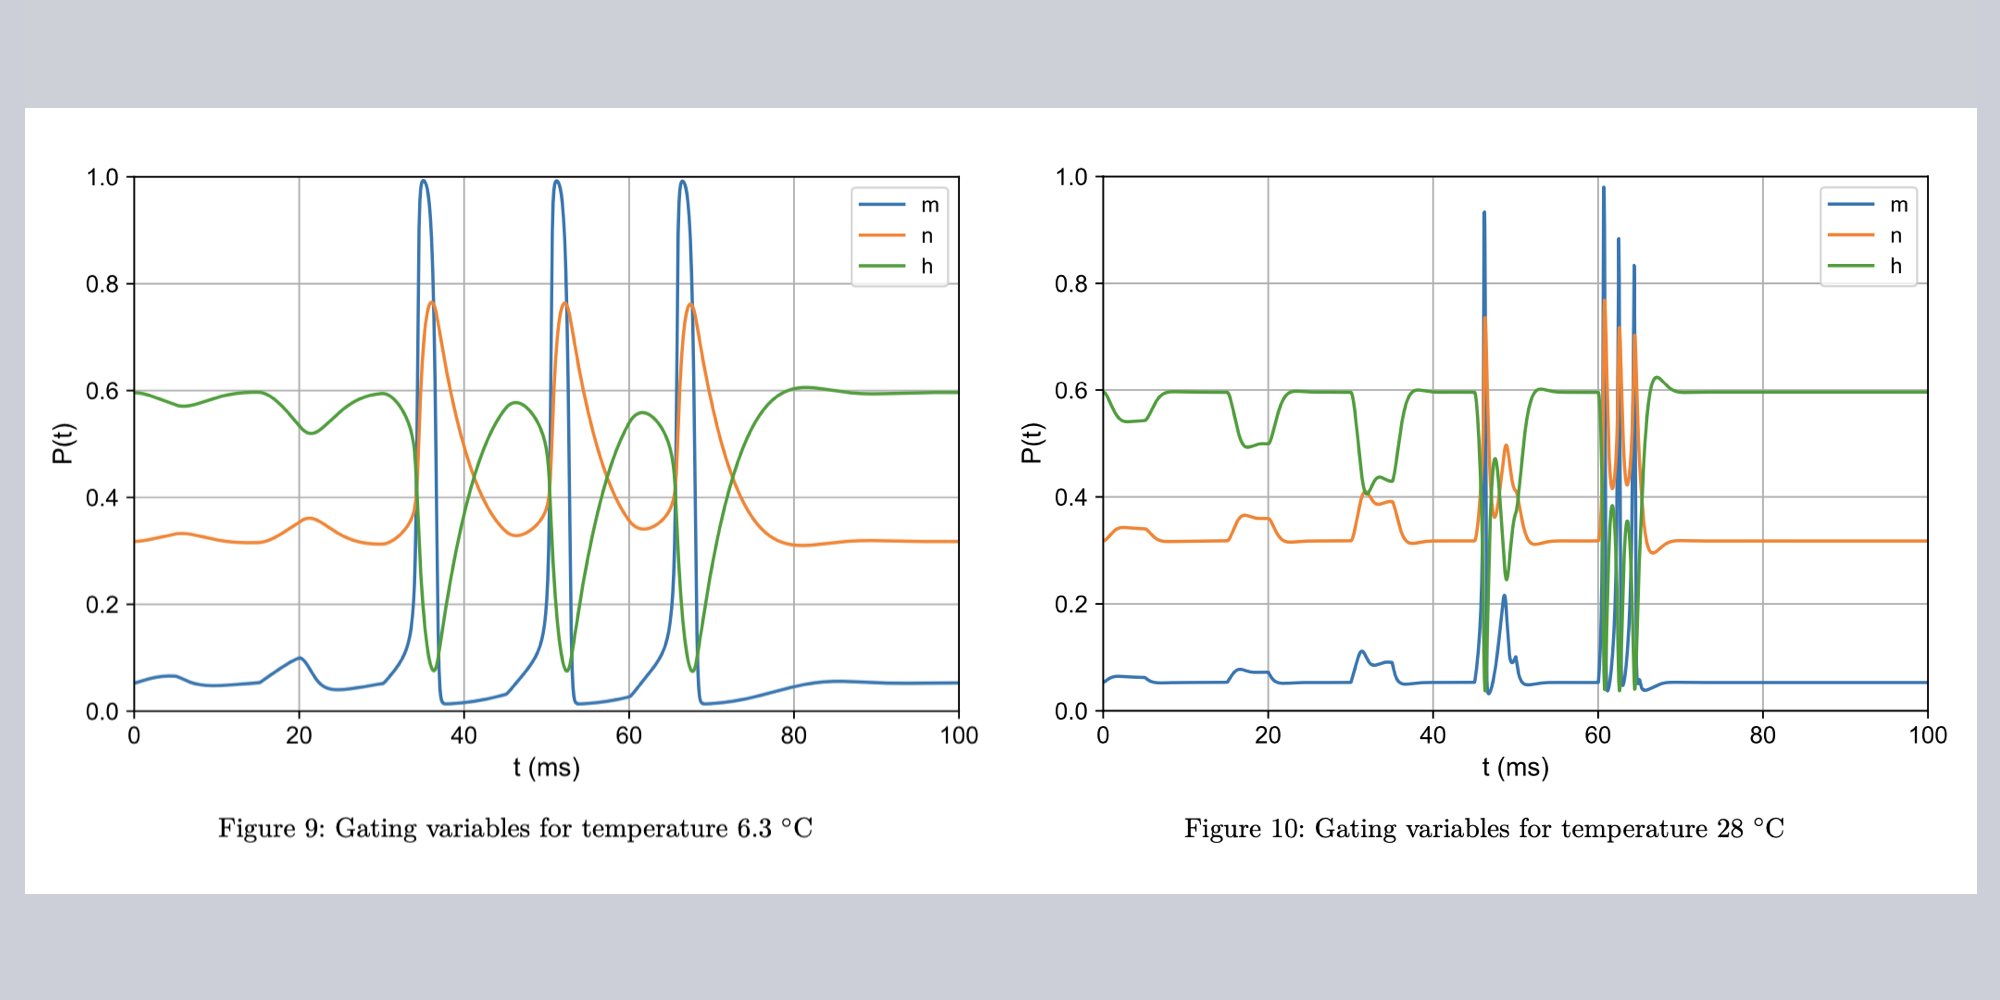 1.0
0.8
0.6
0.4
0.2
0.0
P(t)
0 20 40 60 80 100
t (ms)
m
n
h
Figure 9: Gating variables for temperature 6.3 °C
1.0
0.8
0.6
0.4
0.2
0.0
P(t)
0 20 40 60 80 100
t (ms)
m
n
h
Figure 10: Gating variables for temperature 28 °C